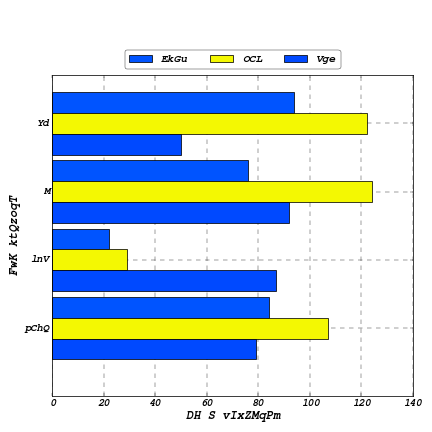 EkGu OCL Vge
Yd
M
lnV
pChQ
FwK ktQzoqT
0 20 40 60 80 100 120 140
DH S vIxZMqPm